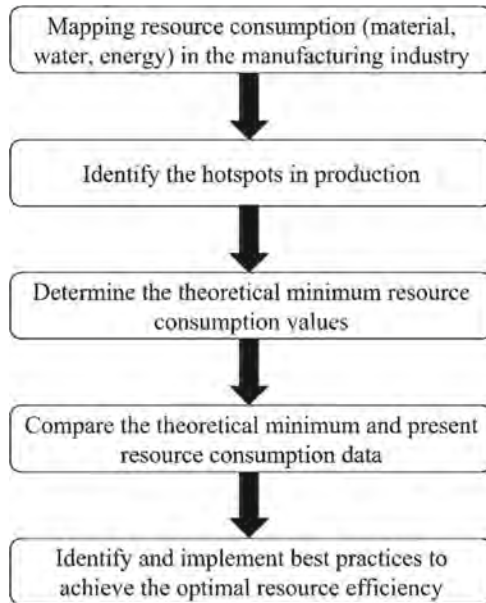 Mapping resource consumption (material,
water, energy) in the manufacturing industry
Identify the hotspots in production
Determine the theoretical minimum resource
consumption values
Compare the theoretical minimum and present
resource consumption data
Identify and implement best practices to
achieve the optimal resource efficiency